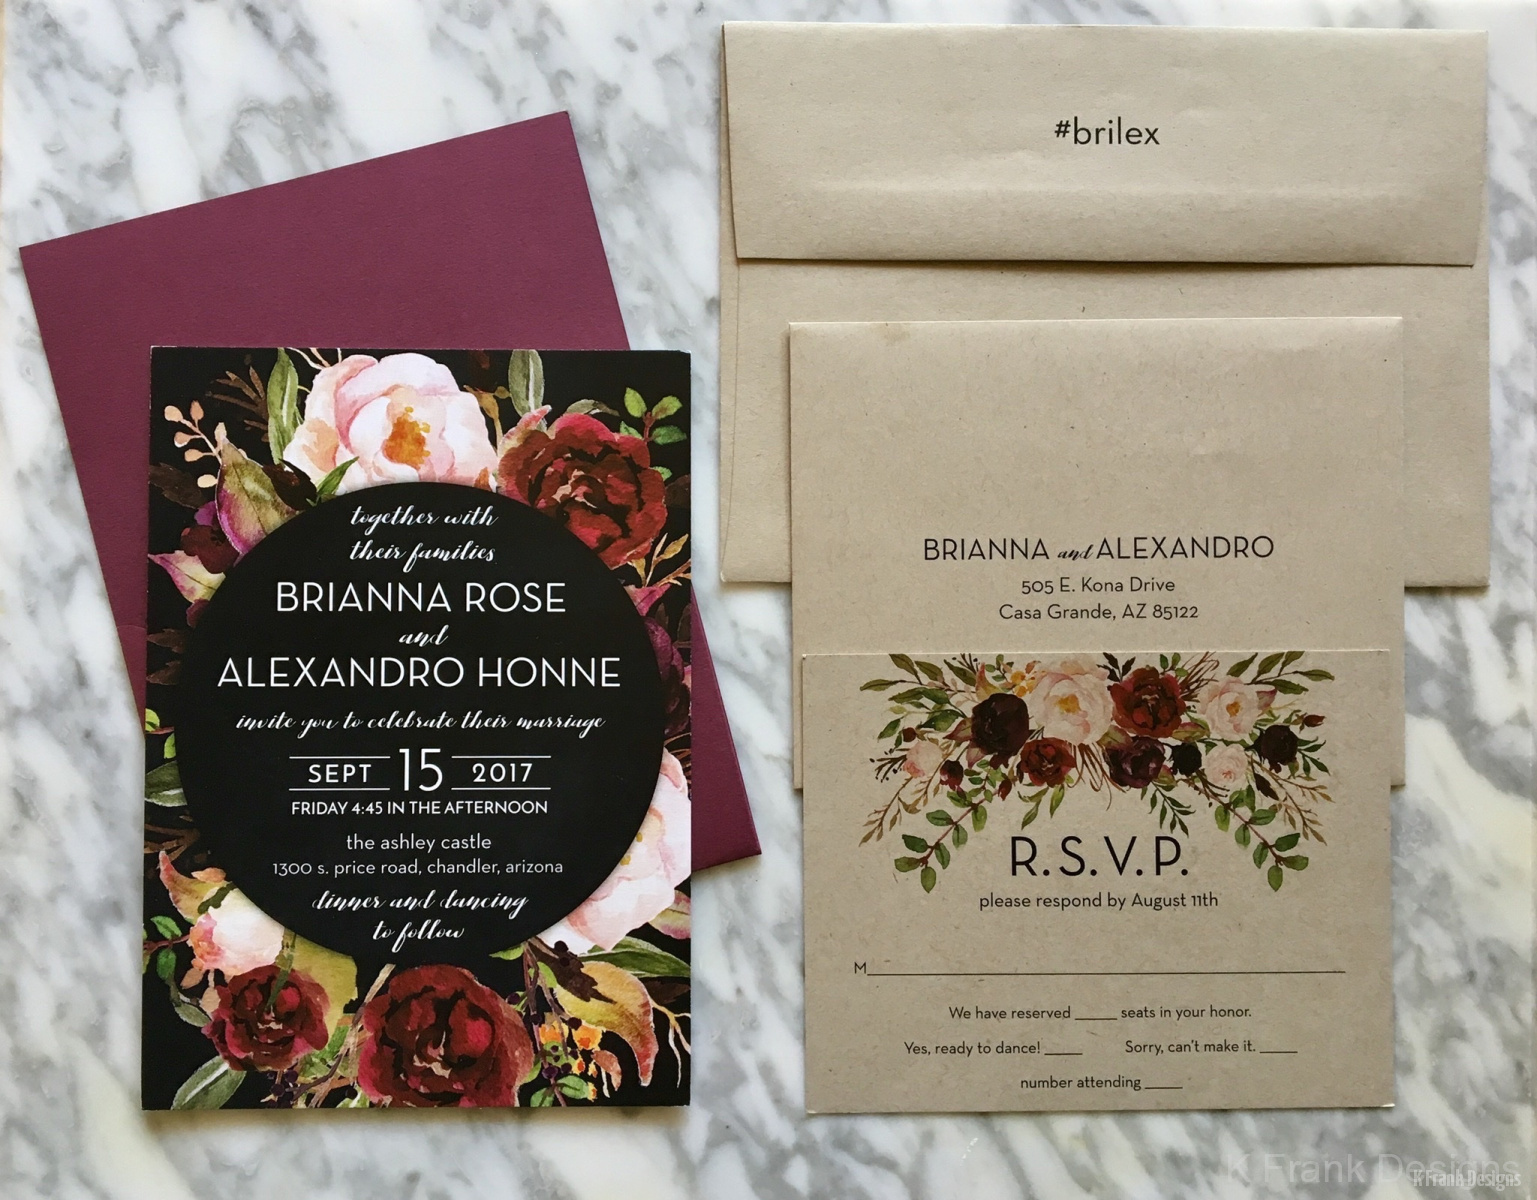 together with
their families
BRIANNA ROSE
and
ALEXANDRO HONNE
invite you to celebrate their marriage
SEPT 15 2017
FRIDAY 4:45 IN THE AFTERNOON
the ashley castle
1300 s. price road, chandler, arizona
dinner and dancing
to follow
#brilex
BRIANNA and ALEXANDRO
505 E. Kona Drive
Casa Grande, AZ 85122
R.S.V.P.
please respond by August 11th
M
We have reserved _____ seats in your honor.
Yes, ready to dance! _____ Sorry, can't make it. _____
number attending _____
K Frank Designs
K Frank Designs